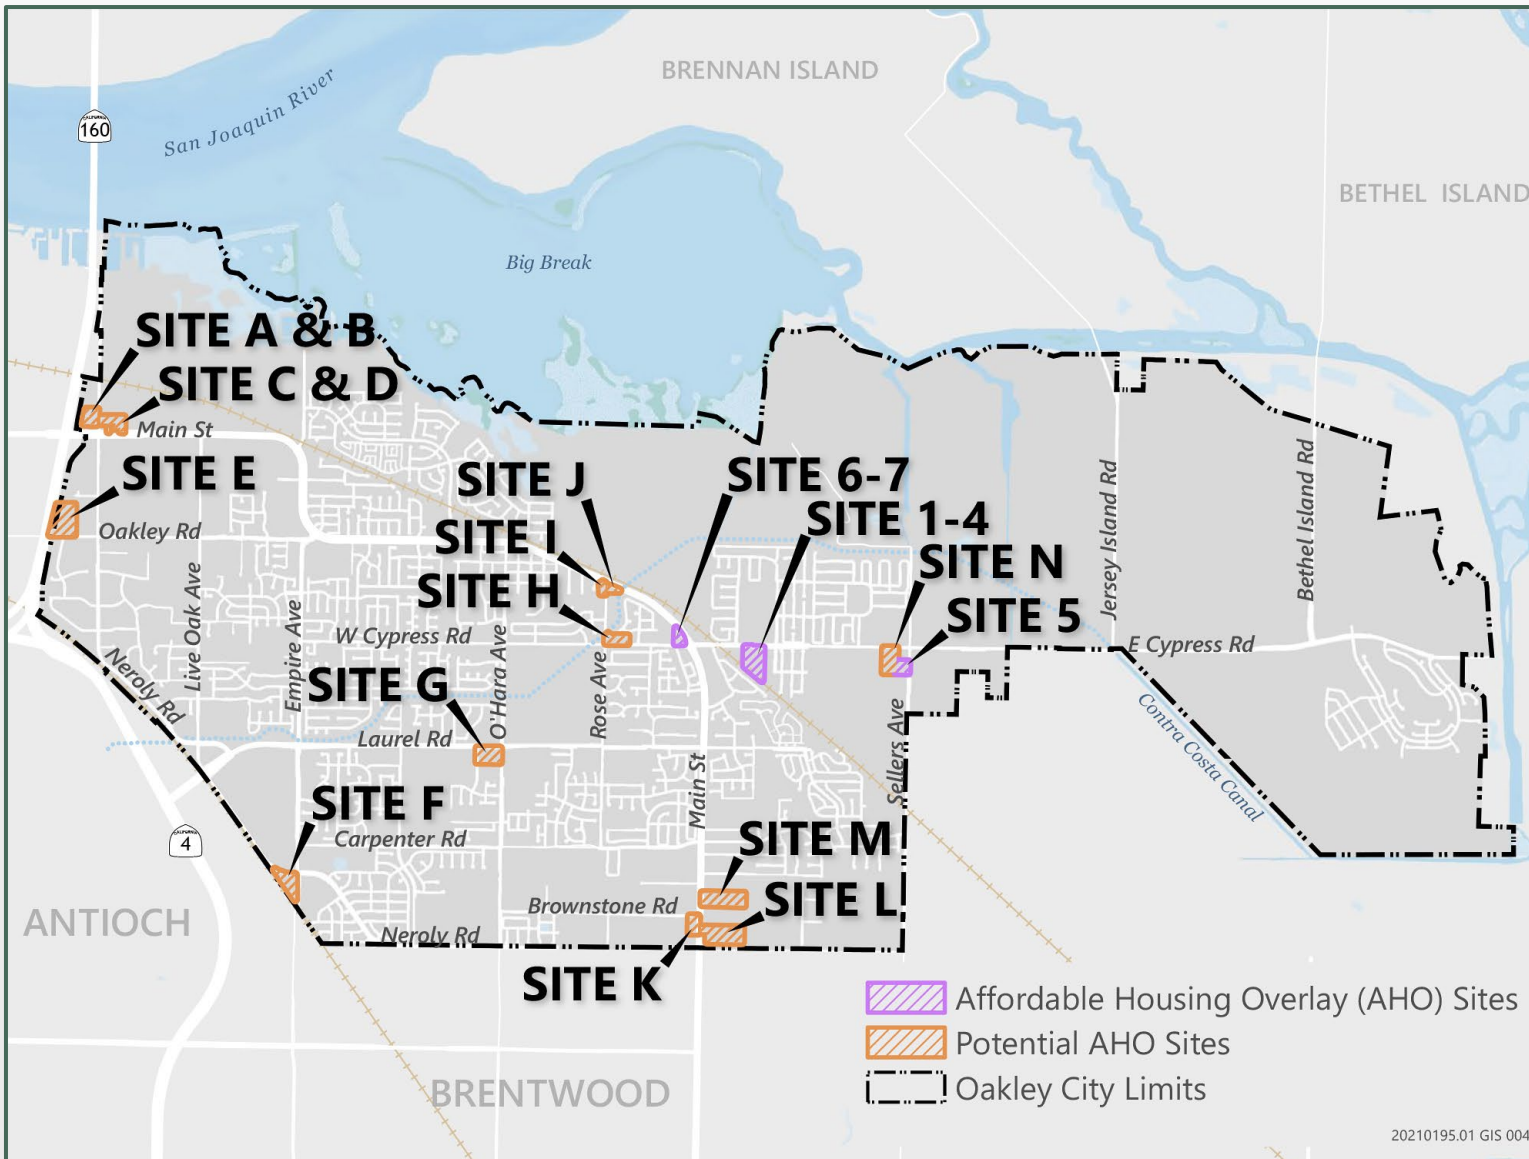 BRENNAN ISLAND
San Joaquin River
CALIFORNIA
160
BETHEL ISLAND
Big Break
SITE A & B
SITE C & D
Main St
SITE E
Oakley Rd
SITE J
SITE 6-7
SITE I
SITE 1-4
SITE H
SITE N
SITE 5
Jersey Island Rd
Bethel Island Rd
Live Oak Ave
Empire Ave
W Cypress Rd
O'Hara Ave
Rose Ave
E Cypress Rd
Neroly Rd
SITE G
Laurel Rd
Main St
Sellers Ave
Contra Costa Canal
SITE F
CALIFORNIA
4
Carpenter Rd
SITE M
SITE L
Brownstone Rd
ANTIOCH
Neroly Rd
SITE K
BRENTWOOD
Affordable Housing Overlay (AHO) Sites
Potential AHO Sites
Oakley City Limits
20210195.01 GIS 004